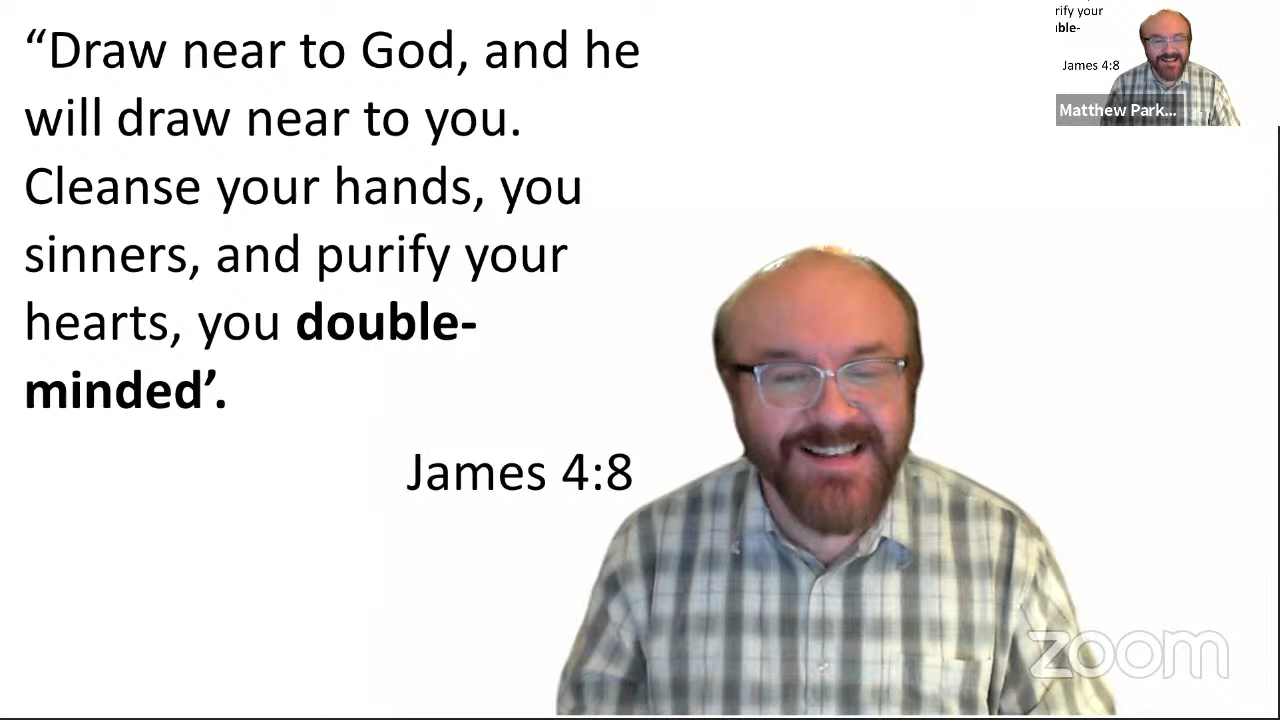 “Draw near to God, and he
will draw near to you.
Cleanse your hands, you
sinners, and purify your
hearts, you double-
minded’.
James 4:8
rify your
ble-
James 4:8
Matthew Park...
zoom